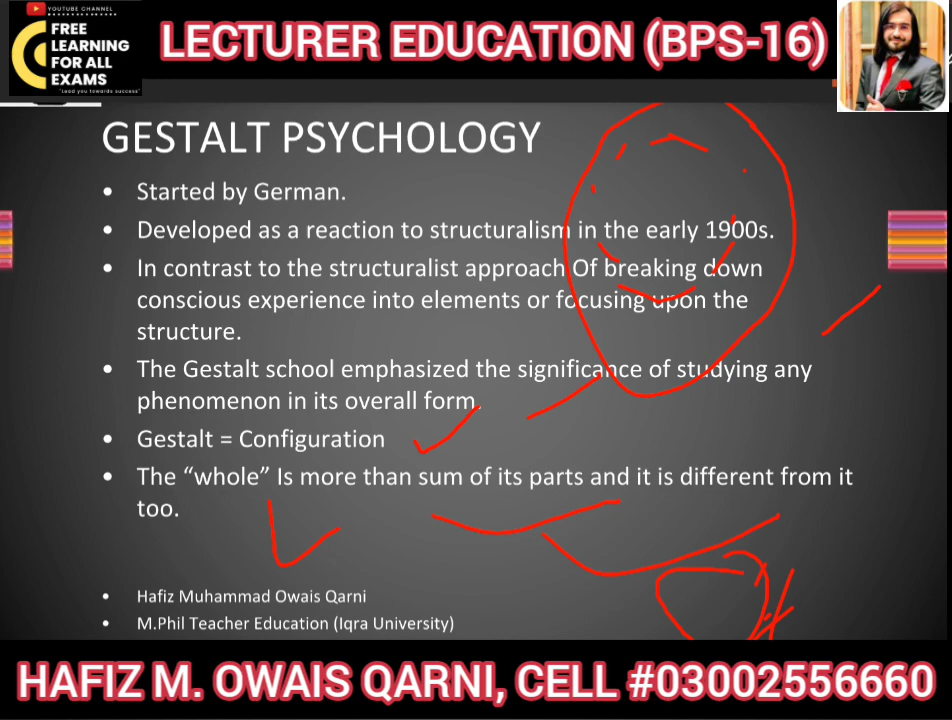 YOUTUBE CHANNEL
FREE
LEARNING
FOR ALL
EXAMS
"Lead you towards success"
LECTURER EDUCATION (BPS-16)
GESTALT PSYCHOLOGY
• Started by German.
• Developed as a reaction to structuralism in the early 1900s.
• In contrast to the structuralist approach Of breaking down
conscious experience into elements or focusing upon the
structure.
• The Gestalt school emphasized the significance of studying any
phenomenon in its overall form.
• Gestalt = Configuration
• The “whole” Is more than sum of its parts and it is different from it
too.
• Hafiz Muhammad Owais Qarni
• M.Phil Teacher Education (Iqra University)
HAFIZ M. OWAIS QARNI, CELL #03002556660